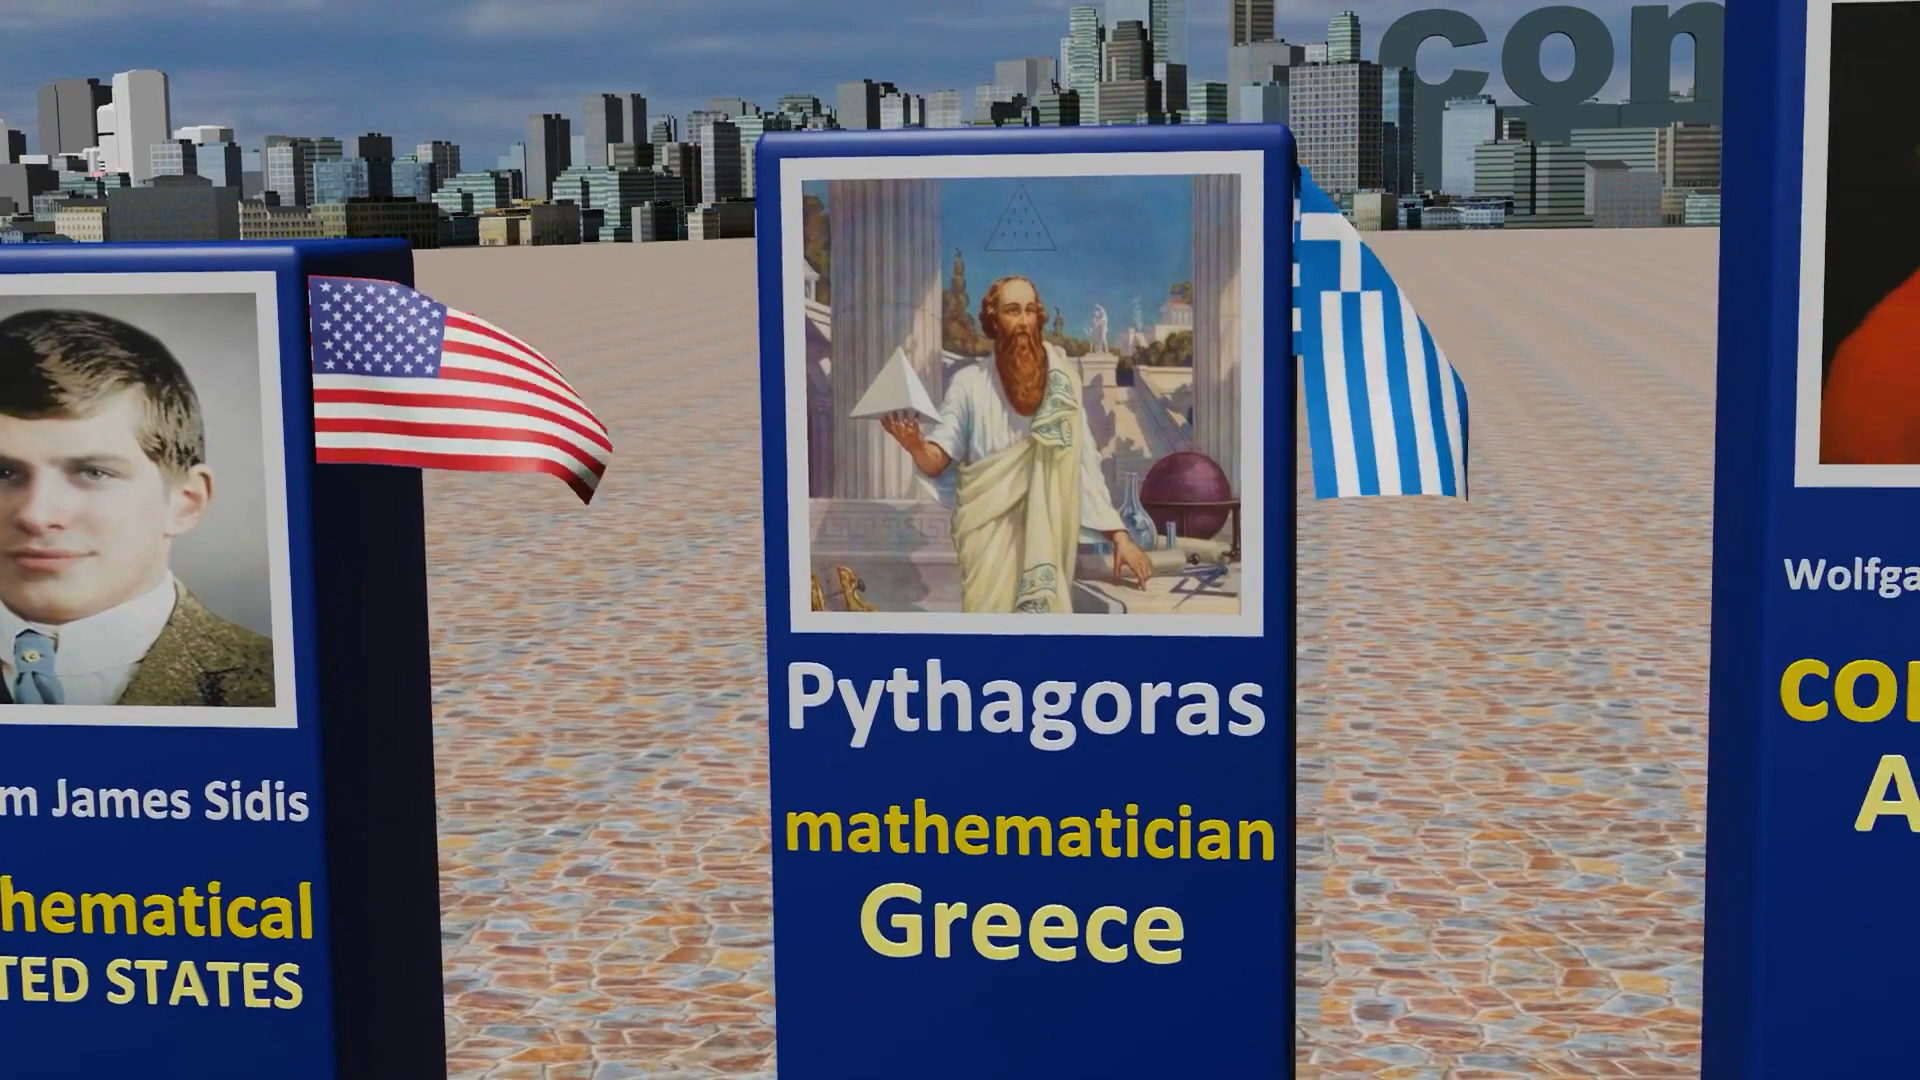 con
m James Sidis
hematical
TED STATES
Pythagoras
mathematician
Greece
Wolfga
CO
A